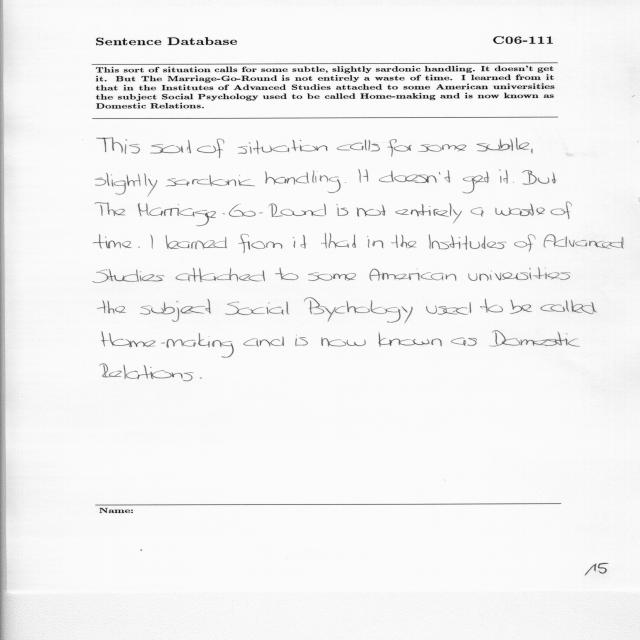 Sentence Database C06-111
This sort of situation calls for some subtle, slightly sardonic handling. It doesn't get
it. But The Marriage-Go-Round is not entirely a waste of time. I learned from it
that in the Institutes of Advanced Studies attached to some American universities
the subject Social Psychology used to be called Home-making and is now known as
Domestic Relations.
This sort of situation calls for some subtle,
slightly sardonic handling. It doesn't get it. But
The Marriage-Go-Round is not entirely a waste of
time. I learned from it that in the Institutes of Advanced
Studies attached to some American universities
the subject Social Psychology used to be called
Home-making and is now known as Domestic
Relations.
Name:
15